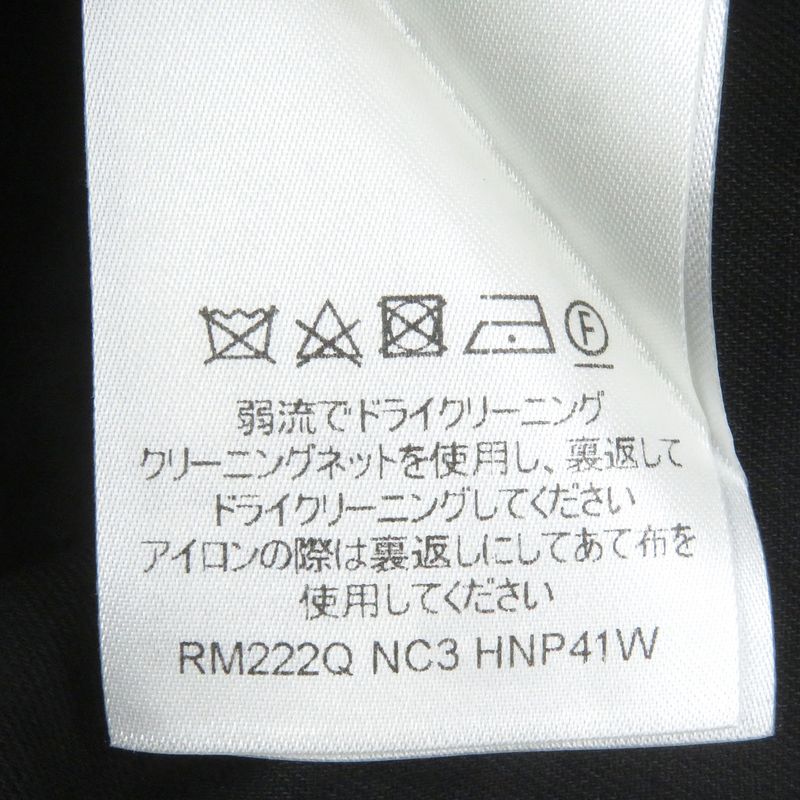 F
弱流でドライクリーニング
クリーニングネットを使用し、裏返して
ドライクリーニングしてください
アイロンの際は裏返しにしてあて布を
使用してください
RM222Q NC3 HNP41W